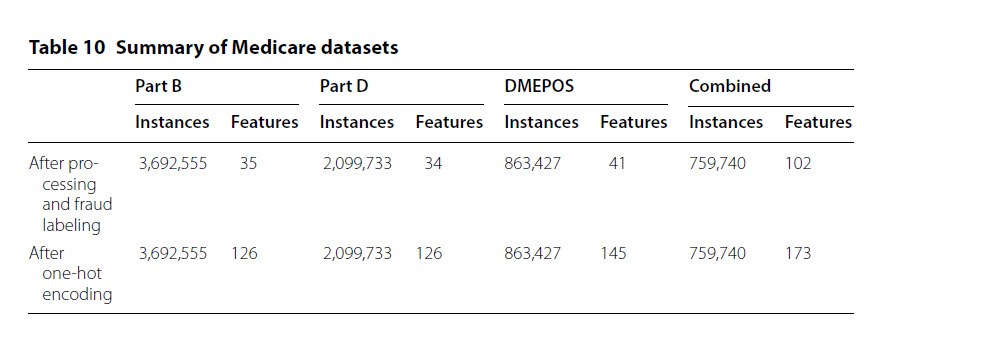 Table 10 Summary of Medicare datasets
Part B Part D DMEPOS Combined
Instances Features Instances Features Instances Features Instances Features
After pro- 3,692,555 35 2,099,733 34 863,427 41 759,740 102
cessing
and fraud
labeling
After 3,692,555 126 2,099,733 126 863,427 145 759,740 173
one-hot
encoding